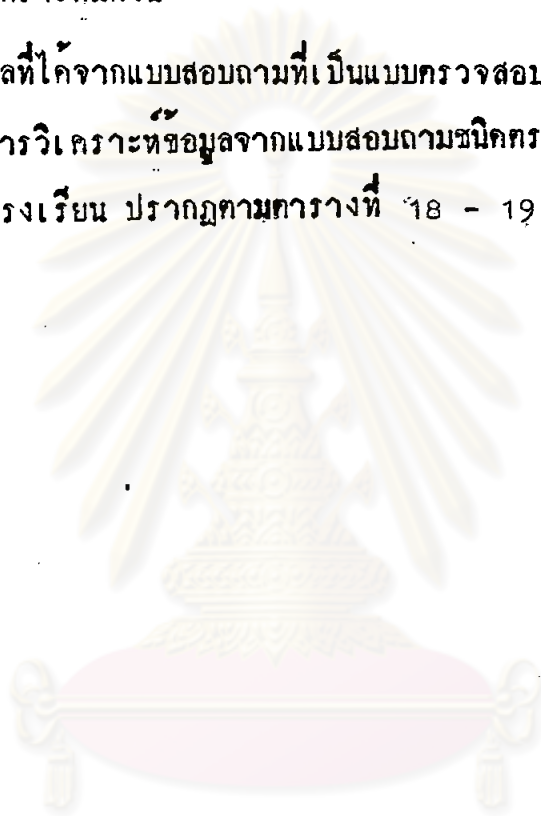 ลที่ได้จากแบบสอบถามที่เป็นแบบตรวจสอบ
ารวิเคราะห์ข้อมูลจากแบบสอบถามชนิดตร
รงเรียน ปรากฏตามตารางที่ 18 - 19